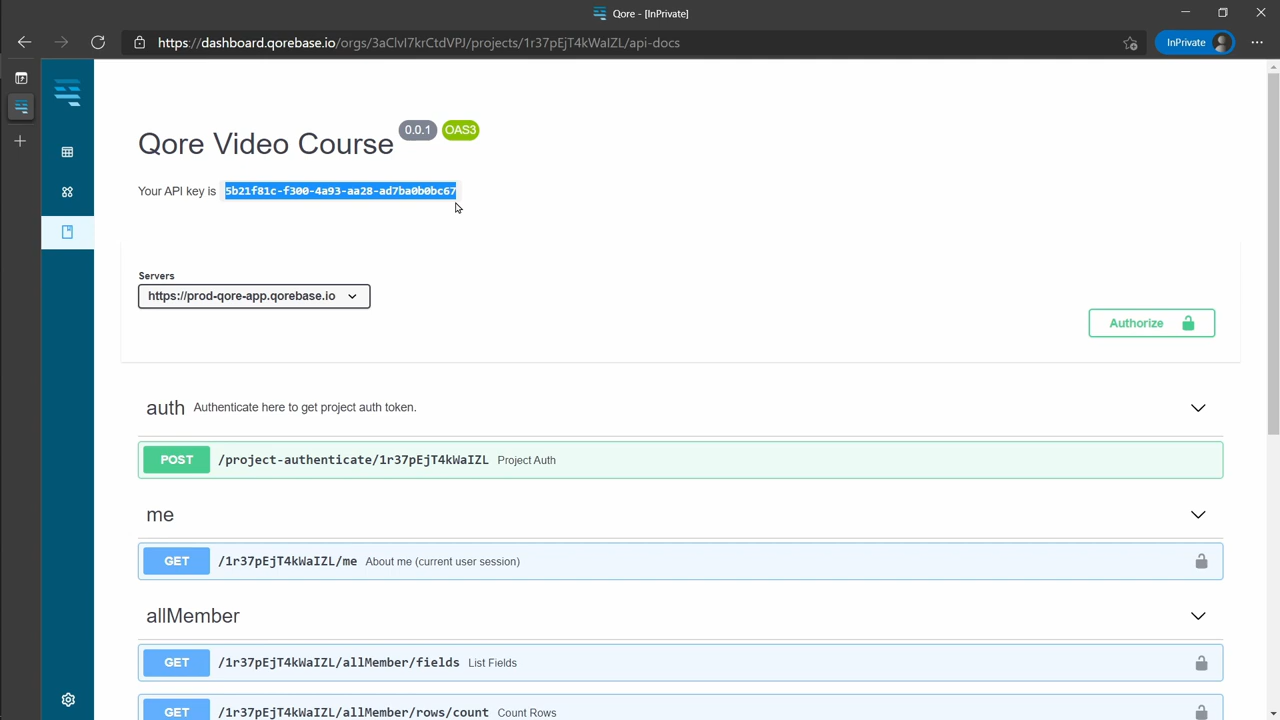 Qore - [InPrivate]
https://dashboard.qorebase.io/orgs/3aClvI7krCtdVPJ/projects/1r37pEjT4kWaIZL/api-docs
InPrivate
Qore Video Course 0.0.1 OAS3
Your API key is 5b21f81c-f300-4a93-aa28-ad7ba0b0bc67
Servers
https://prod-qore-app.qorebase.io
Authorize
auth Authenticate here to get project auth token.
POST /project-authenticate/1r37pEjT4kWaIZL Project Auth
me
GET /1r37pEjT4kWaIZL/me About me (current user session)
allMember
GET /1r37pEjT4kWaIZL/allMember/fields List Fields
GET /1r37pEjT4kWaIZL/allMember/rows/count Count Rows